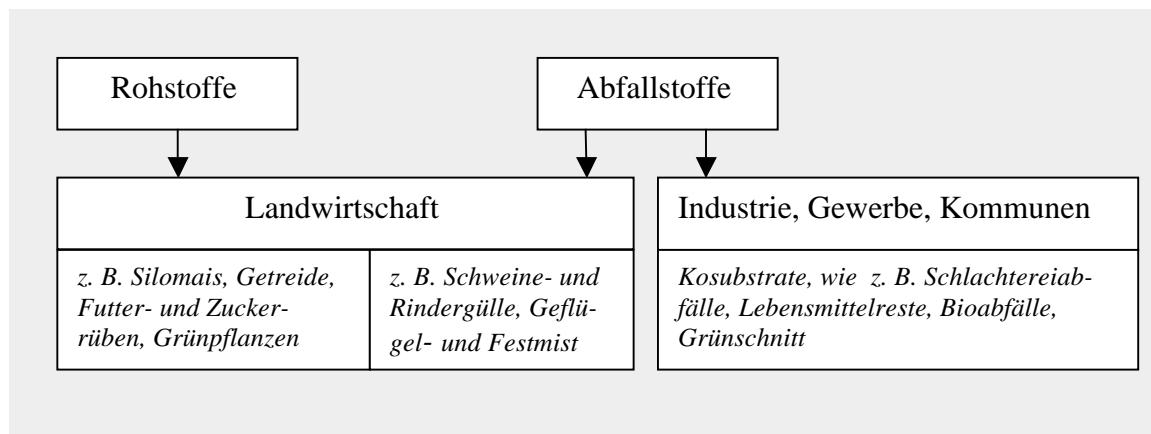 Rohstoffe
Abfallstoffe
Landwirtschaft
z. B. Silomais, Getreide,
Futter- und Zucker-
rüben, Grünpflanzen
z. B. Schweine- und
Rindergülle, Geflü-
gel- und Festmist
Industrie, Gewerbe, Kommunen
Kosubstrate, wie  z. B. Schlachtereiab-
fälle, Lebensmittelreste, Bioabfälle,
Grünschnitt